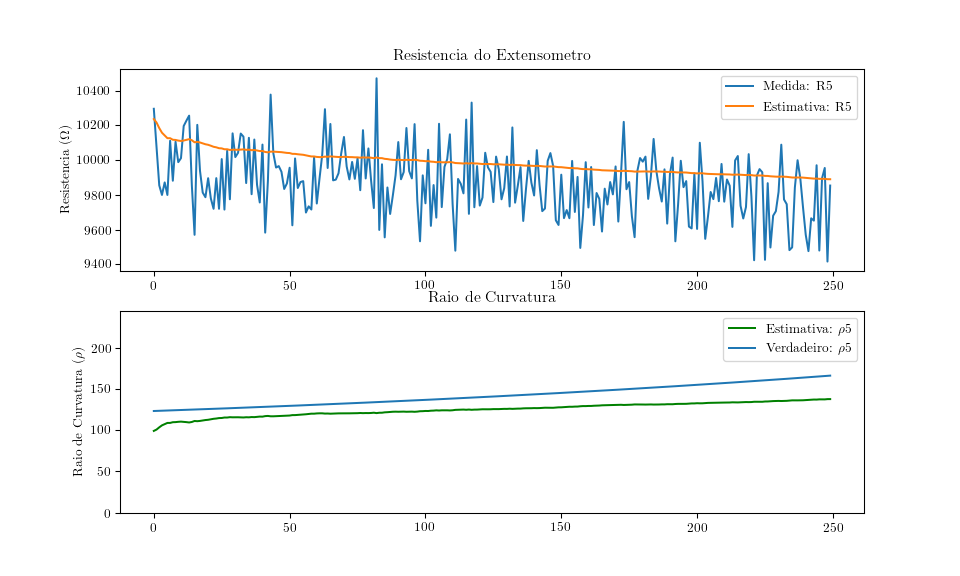 Resistencia do Extensometro
Resistencia (Ω)
10400
10200
10000
9800
9600
9400
Medida: R5
Estimativa: R5
0 50 100 150 200 250
Raio de Curvatura
Raio de Curvatura (ρ)
200
150
100
50
0
Estimativa: ρ5
Verdadeiro: ρ5
0 50 100 150 200 250